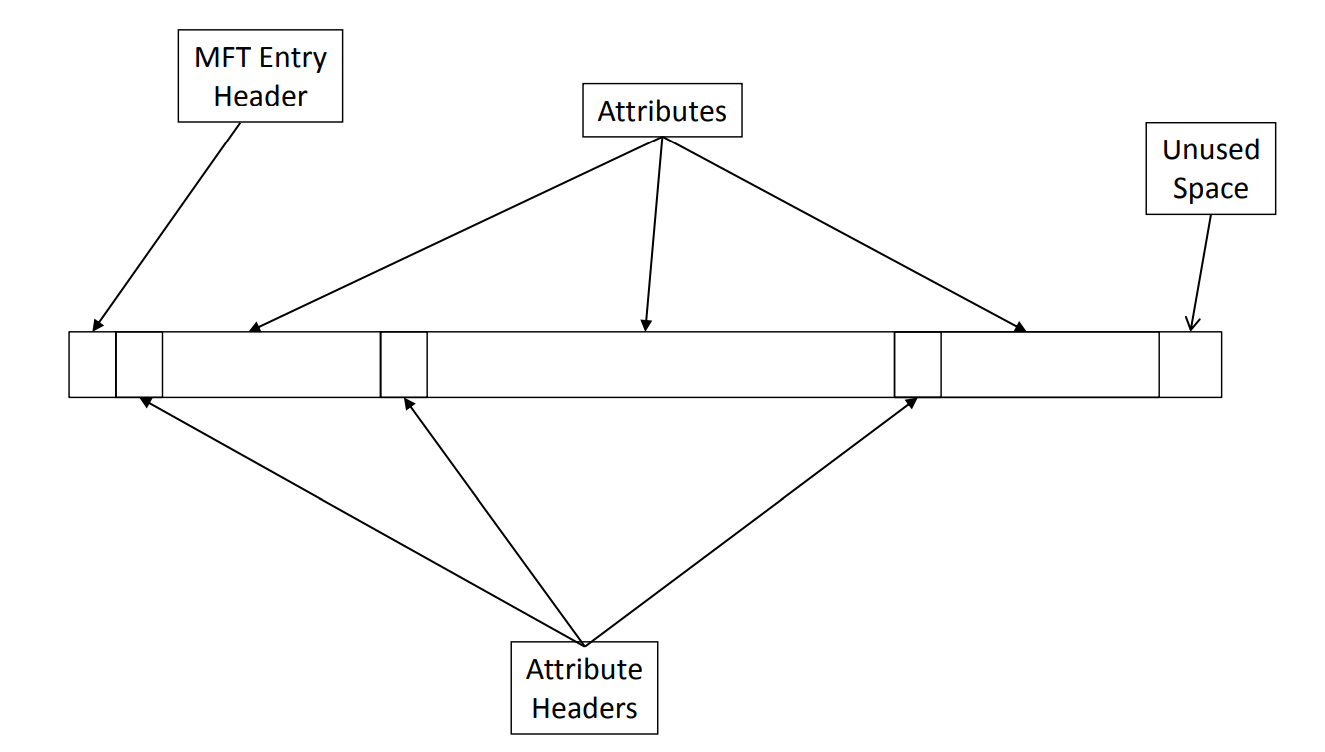 MFT Entry
Header
Attributes
Unused
Space
Attribute
Headers